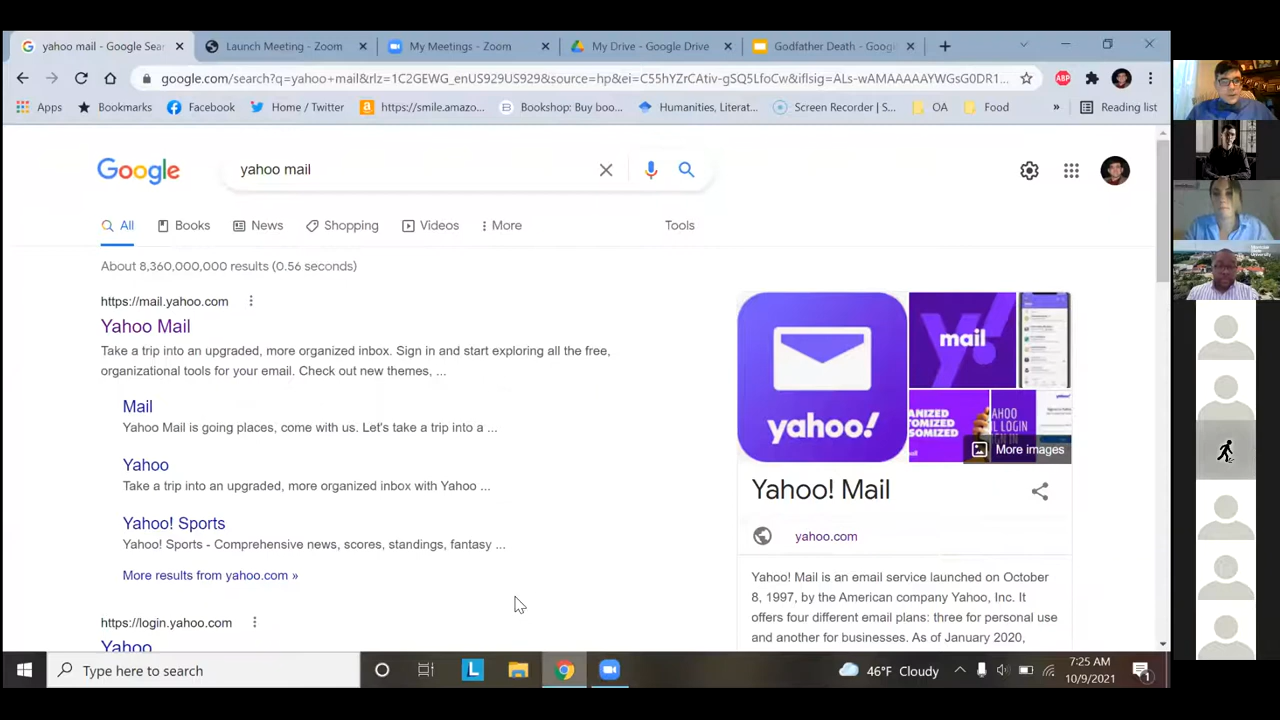 yahoo mail - Google Sear
Launch Meeting - Zoom
My Meetings - Zoom
My Drive - Google Drive
Godfather Death - Googl
google.com/search?q=yahoo+mail&rlz=1C2GEWG_enUS929US929&source=hp&ei=C55hYZrCAtiv-gSQ5LfoCw&iflsig=ALs-wAMAAAAAYWGsG0DR1...
ABP
Apps
Bookmarks
Facebook
Home / Twitter
https://smile.amazo...
Bookshop: Buy boo...
Humanities, Literat...
Screen Recorder | S...
OA
Food
»
Reading list
Google
yahoo mail
All
Books
News
Shopping
Videos
More
Tools
About 8,360,000,000 results (0.56 seconds)
https://mail.yahoo.com
Yahoo Mail
Take a trip into an upgraded, more organized inbox. Sign in and start exploring all the free,
organizational tools for your email. Check out new themes, ...
Mail
Yahoo Mail is going places, come with us. Let's take a trip into a ...
Yahoo
Take a trip into an upgraded, more organized inbox with Yahoo ...
Yahoo! Sports
Yahoo! Sports - Comprehensive news, scores, standings, fantasy ...
More results from yahoo.com »
https://login.yahoo.com
Yahoo
yahoo!
mail
More images
Yahoo! Mail
yahoo.com
Yahoo! Mail is an email service launched on October
8, 1997, by the American company Yahoo, Inc. It
offers four different email plans: three for personal use
and another for businesses. As of January 2020,
Type here to search
L
46°F Cloudy
7:25 AM
10/9/2021
1